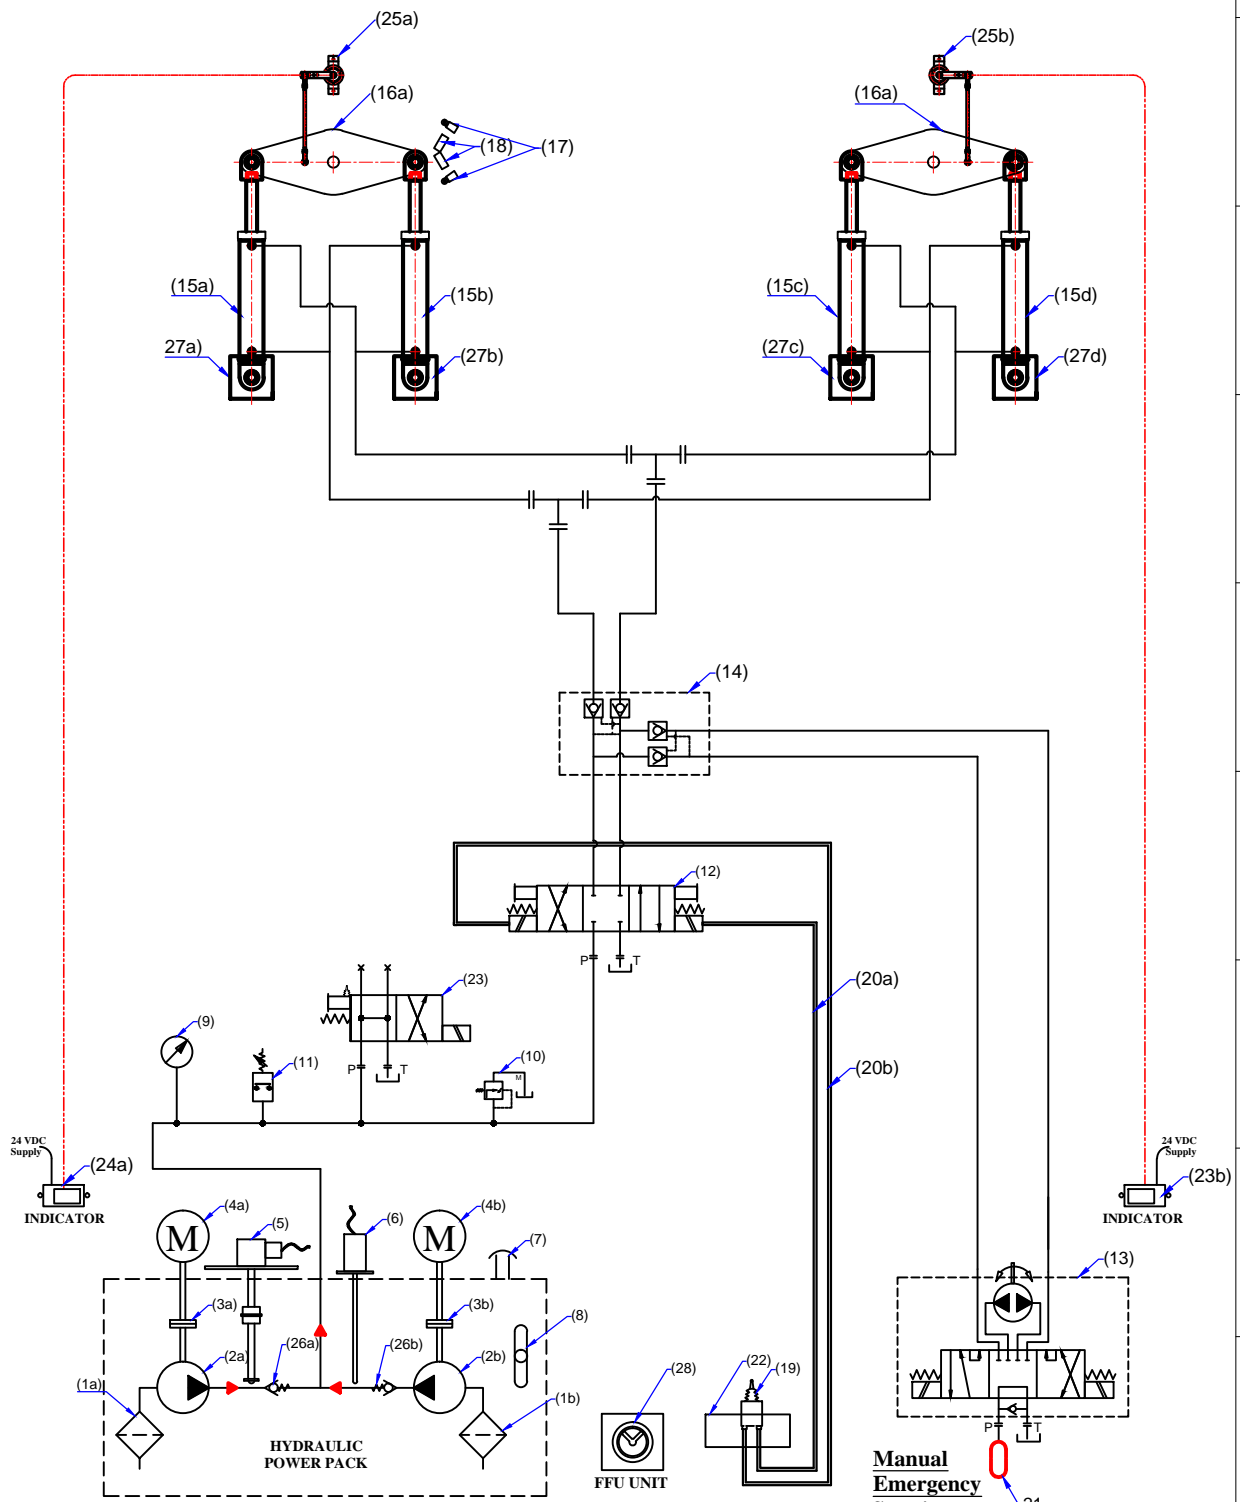 (25a)
(25b)
(16a)
(16a)
(18)
(17)
(15a)
(15b)
(15c)
(15d)
27a)
(27b)
(27c)
(27d)
(14)
(12)
P
T
(20a)
(23)
(9)
(11)
P
T
(10)
M
(20b)
24 VDC
Supply
(24a)
INDICATOR
24 VDC
Supply
(23b)
INDICATOR
(4a)
(5)
(6)
(4b)
(7)
M
M
(13)
(3a)
(3b)
(8)
(26a)
(26b)
(2a)
(2b)
(1a)
(1b)
(28)
(22)
(19)
HYDRAULIC
POWER PACK
FFU UNIT
P
T
Manual
Emergency
21